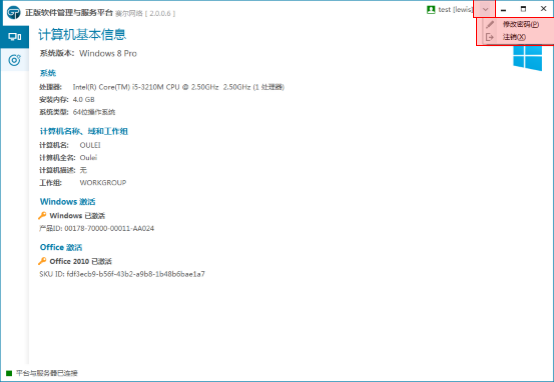 正版软件管理与服务平台 赛尔网络 [ 2.0.0.6 ]
test [lewis]
修改密码(P)
注销(X)
计算机基本信息
系统版本: Windows 8 Pro
系统
处理器: Intel(R) Core(TM) i5-3210M CPU @ 2.50GHz 2.50GHz (1 处理器)
安装内存: 4.0 GB
系统类型: 64位操作系统
计算机名称、域和工作组
计算机名: OULEI
计算机全名: Oulei
计算机描述: 无
工作组: WORKGROUP
Windows 激活
Windows 已激活
产品ID: 00178-70000-00011-AA024
Office 激活
Office 2010 已激活
SKU ID: fdf3ecb9-b56f-43b2-a9b8-1b48b6bae1a7
平台与服务器已连接